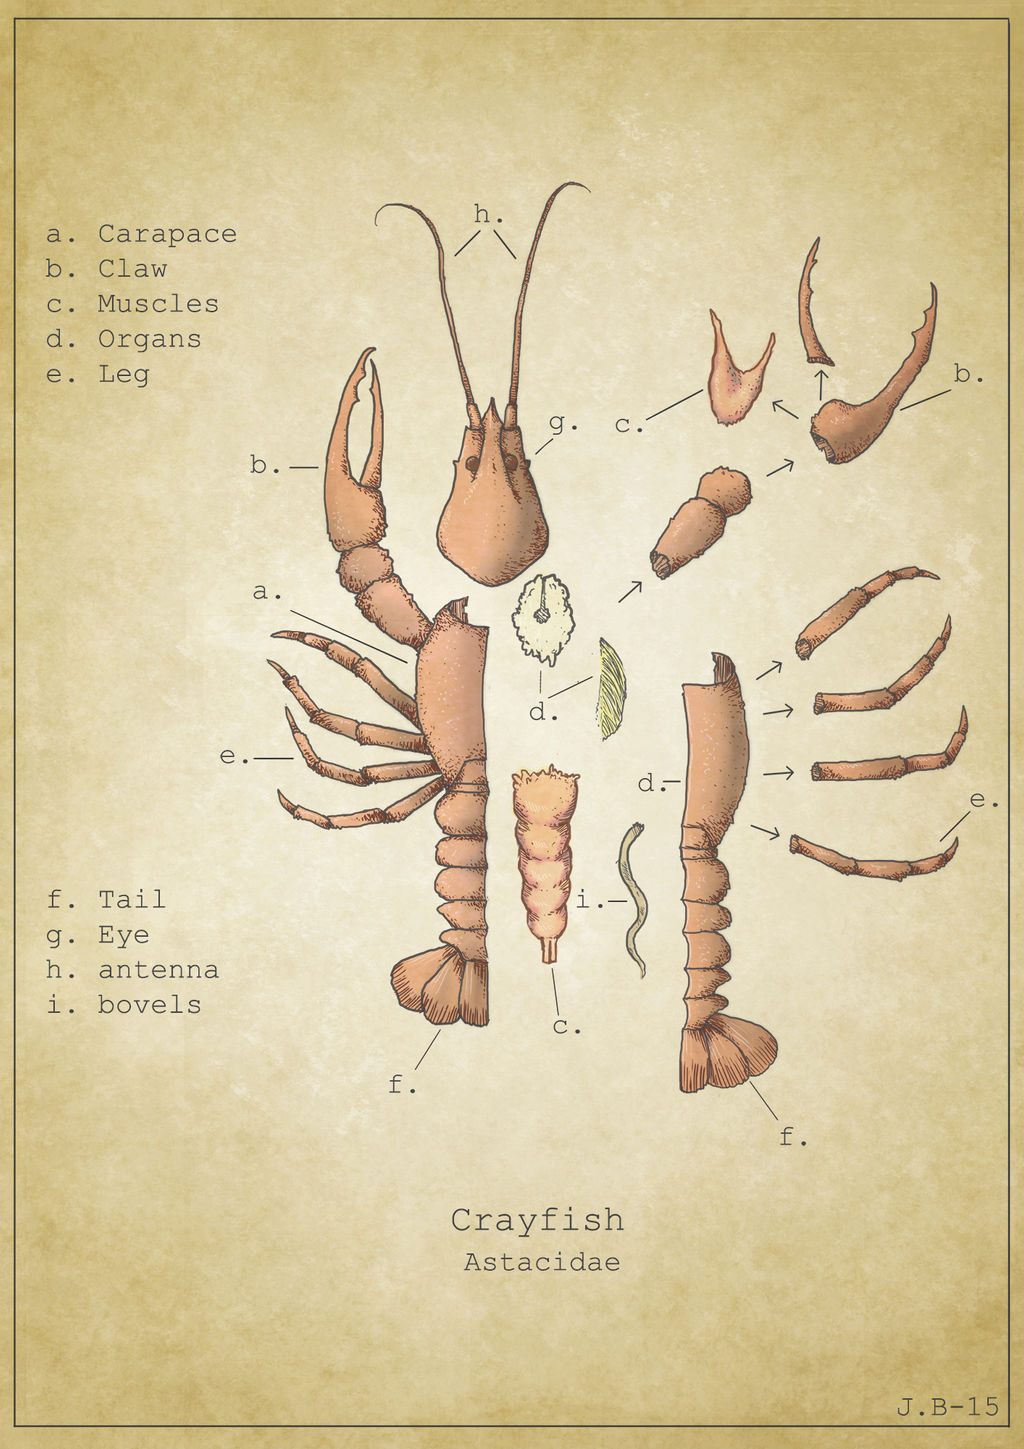 h.
a. Carapace
b. Claw
c. Muscles
d. Organs
e. Leg
b.
g.
c.
b.
a.
d.
e.
d.
e.
i.
f. Tail
g. Eye
h. antenna
i. bovels
c.
f.
f.
Crayfish
Astacidae
J.B-15